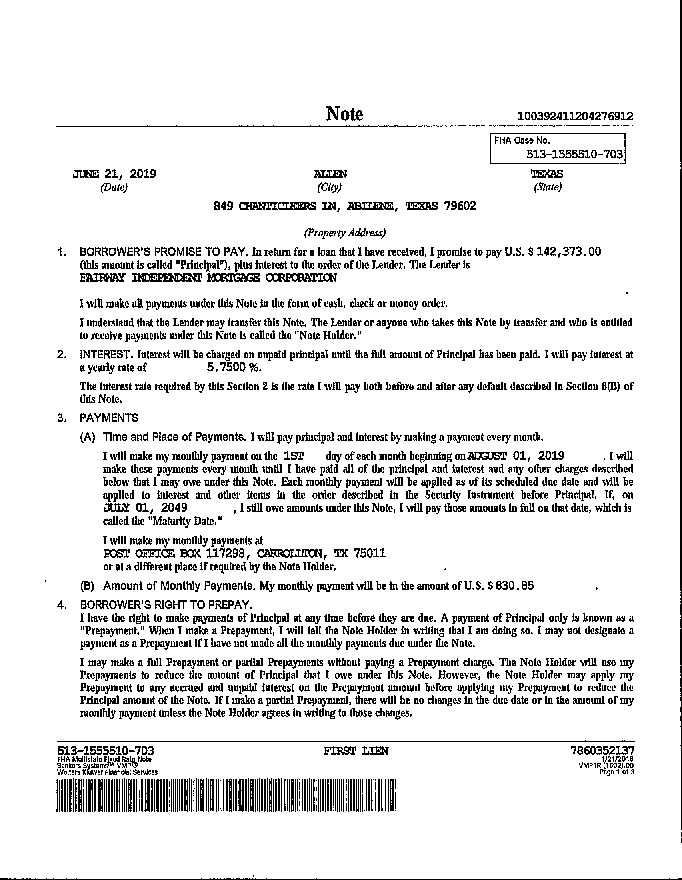 Note 100392411204276912
FHA Case No.
513-1555510-703
JUNE 21, 2019 ALLEN TEXAS
(Date) (City) (State)
849 CHANTICLEERS LN, ABILENE, TEXAS 79602
(Property Address)
1. BORROWER'S PROMISE TO PAY. In return for a loan that I have received, I promise to pay U.S. $ 142,373.00
(this amount is called "Principal"), plus interest to the order of the Lender. The Lender is
FAIRWAY INDEPENDENT MORTGAGE CORPORATION
I will make all payments under this Note in the form of cash, check or money order.
I understand that the Lender may transfer this Note. The Lender or anyone who takes this Note by transfer and who is entitled
to receive payments under this Note is called the "Note Holder."
2. INTEREST. Interest will be charged on unpaid principal until the full amount of Principal has been paid. I will pay interest at
a yearly rate of 5.7500 %.
The interest rate required by this Section 2 is the rate I will pay both before and after any default described in Section 6(B) of
this Note.
3. PAYMENTS
(A) Time and Place of Payments. I will pay principal and interest by making a payment every month.
I will make my monthly payment on the 1ST day of each month beginning on AUGUST 01, 2019 . I will
make these payments every month until I have paid all of the principal and interest and any other charges described
below that I may owe under this Note. Each monthly payment will be applied as of its scheduled due date and will be
applied to interest and other items in the order described in the Security Instrument before Principal. If, on
JULY 01, 2049 , I still owe amounts under this Note, I will pay those amounts in full on that date, which is
called the "Maturity Date."
I will make my monthly payments at
POST OFFICE BOX 117298, CARROLLTON, TX 75011
or at a different place if required by the Note Holder.
(B) Amount of Monthly Payments. My monthly payment will be in the amount of U.S. $ 830.85 .
4. BORROWER'S RIGHT TO PREPAY.
I have the right to make payments of Principal at any time before they are due. A payment of Principal only is known as a
"Prepayment." When I make a Prepayment, I will tell the Note Holder in writing that I am doing so. I may not designate a
payment as a Prepayment if I have not made all the monthly payments due under the Note.
I may make a full Prepayment or partial Prepayments without paying a Prepayment charge. The Note Holder will use my
Prepayments to reduce the amount of Principal that I owe under this Note. However, the Note Holder may apply my
Prepayment to any accrued and unpaid interest on the Prepayment amount before applying my Prepayment to reduce the
Principal amount of the Note. If I make a partial Prepayment, there will be no changes in the due date or in the amount of my
monthly payment unless the Note Holder agrees in writing to those changes.
513-1555510-703 FIRST LIEN 7860352137
FHA Multistate Fixed Rate Note
Bankers Systems™ VMP®
Wolters Kluwer Financial Services
Page 1 of 3